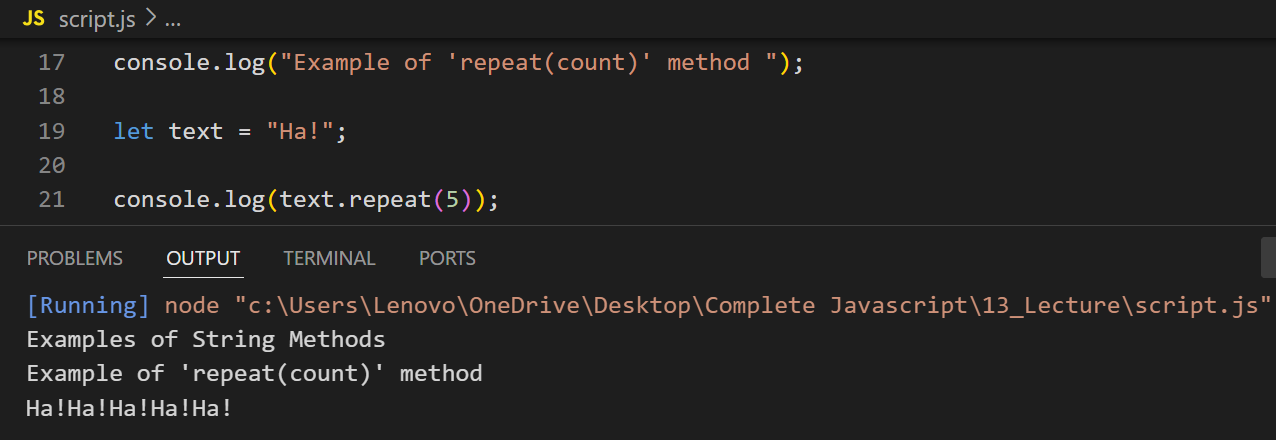 JS script.js > ...
17 console.log("Example of 'repeat(count)' method ");
18
19 let text = "Ha!";
20
21 console.log(text.repeat(5));
PROBLEMS OUTPUT TERMINAL PORTS
[Running] node "c:\Users\Lenovo\OneDrive\Desktop\Complete Javascript\13_Lecture\script.js"
Examples of String Methods
Example of 'repeat(count)' method
Ha!Ha!Ha!Ha!Ha!